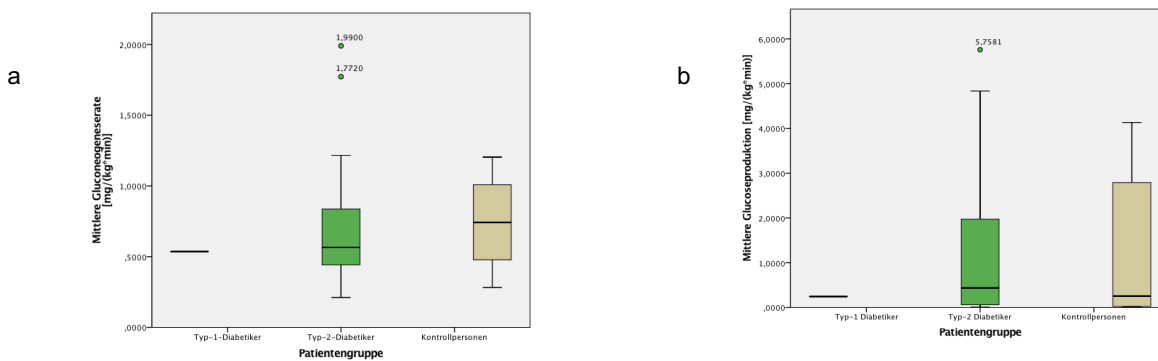 a
Mittlere Gluconeogeneserate
[mg/(kg*min)]
2,0000
1,5000
1,0000
,5000
,0000
1,9900
1,7720
Typ-1-Diabetiker
Typ-2-Diabetiker
Kontrollpersonen
Patientengruppe
b
Mittlere Glucoseproduktion [mg/(kg*min)]
6,0000
5,0000
4,0000
3,0000
2,0000
1,0000
,0000
5,7581
Typ-1 Diabetiker
Typ-2 Diabetiker
Kontrollpersonen
Patientengruppe